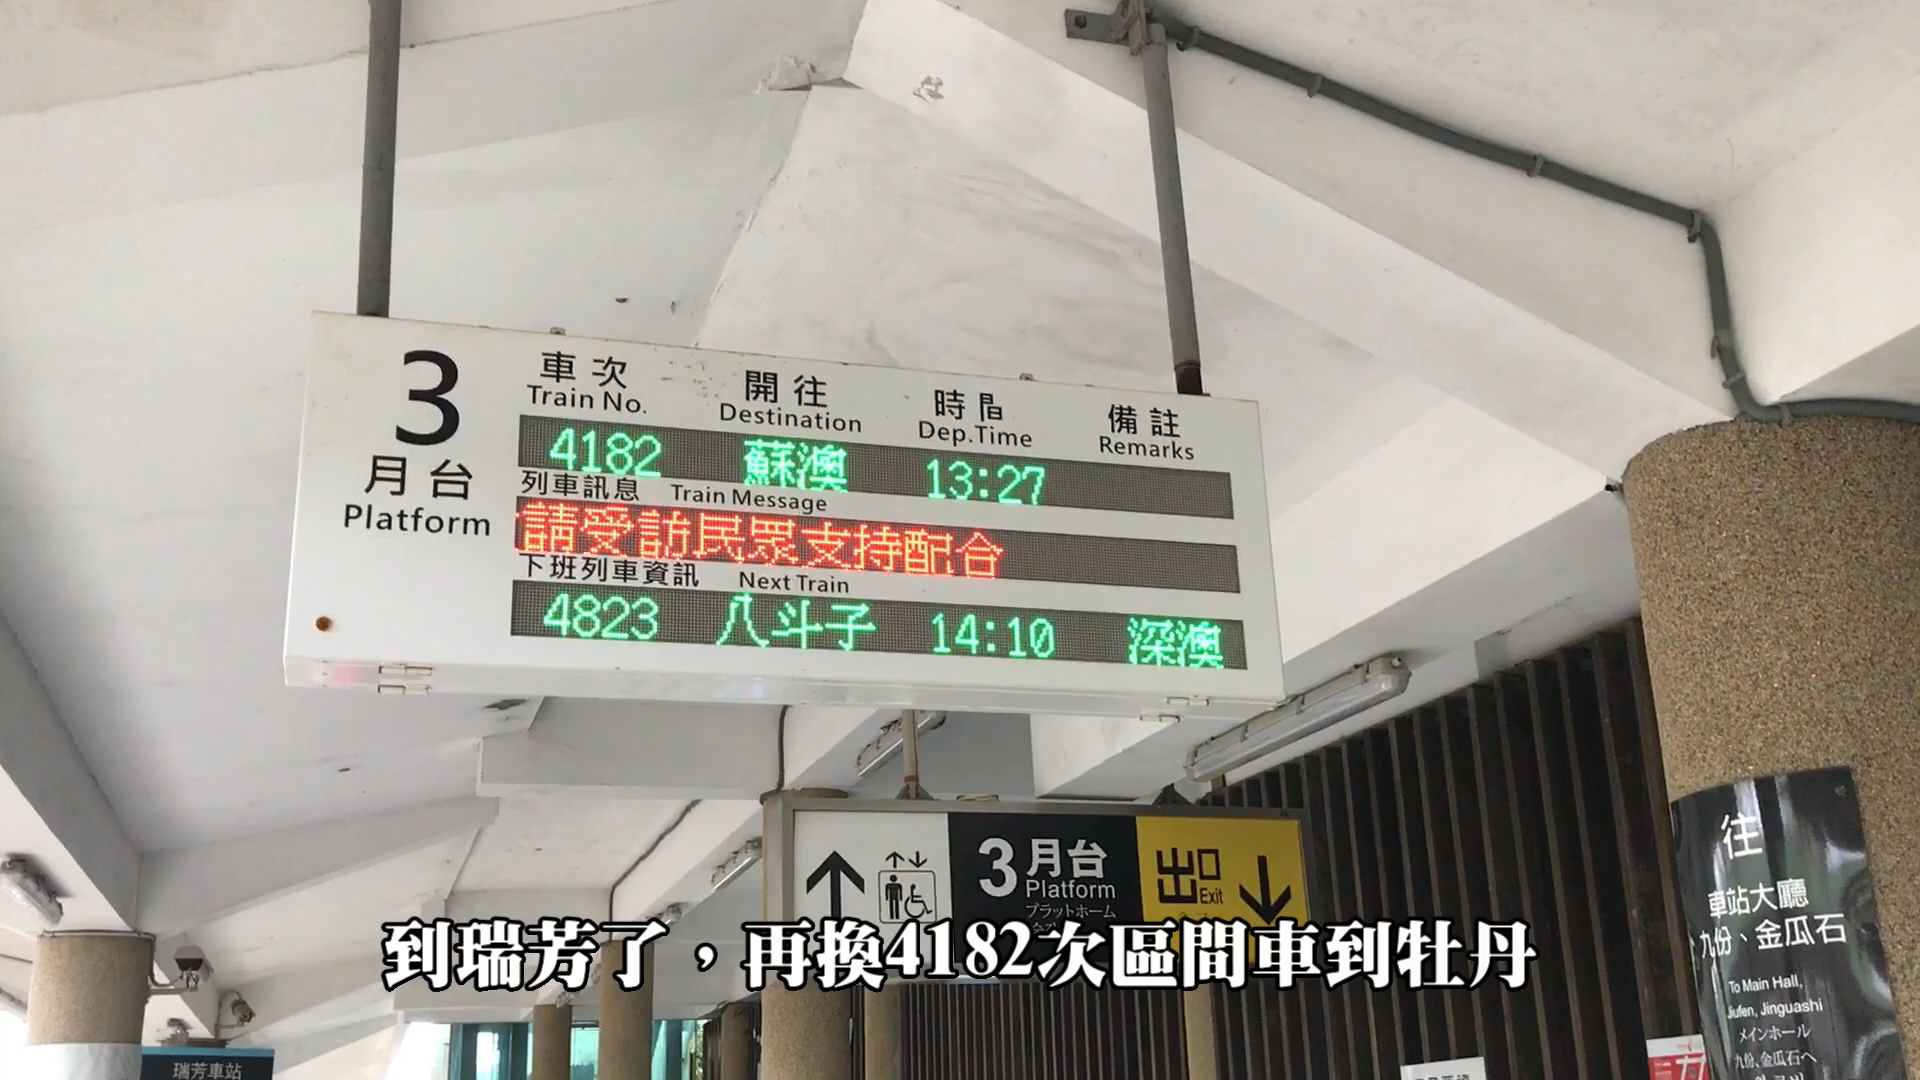 3
月台
Platform
車次 開往 時間 備註
Train No. Destination Dep.Time Remarks
4182 蘇澳 13:27
列車訊息 Train Message
請受訪民眾支持配合
下班列車資訊 Next Train
4823 八斗子 14:10 深澳
3 月台
Platform
プラットホーム
出口
Exit
往
車站大廳
九份、金瓜石
To Main Hall,
Jiufen, Jinguashi
メインホール
九份、金瓜石へ
到瑞芳了，再換4182次區間車到牡丹
瑞芳車站